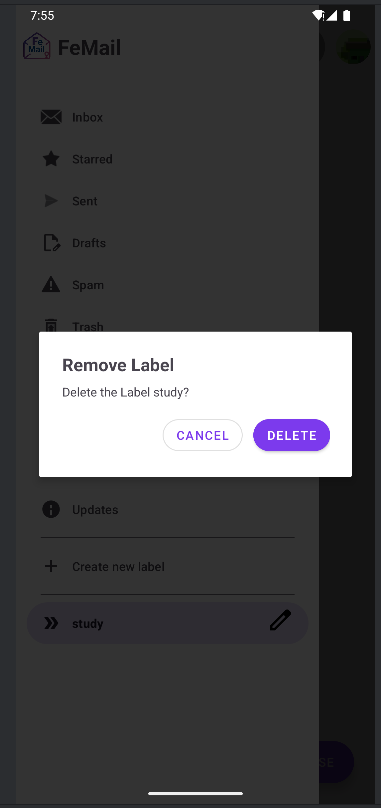 7:55
Fe
Mail
FeMail
Inbox
Starred
Sent
Drafts
Spam
Trash
Remove Label
Delete the Label study?
CANCEL
DELETE
Updates
Create new label
study
SE